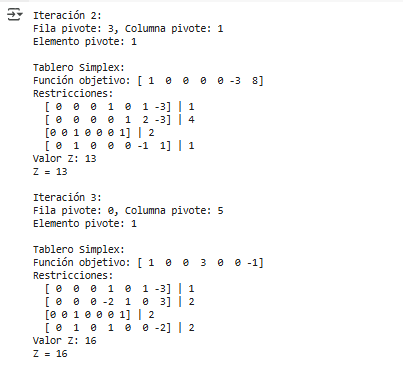 Iteración 2:
Fila pivote: 3, Columna pivote: 1
Elemento pivote: 1
Tablero Simplex:
Función objetivo: [ 1 0 0 0 0 -3 8]
Restricciones:
[ 0 0 0 1 0 1 -3] | 1
[ 0 0 0 0 1 2 -3] | 4
[0 0 1 0 0 0 1] | 2
[ 0 1 0 0 0 -1 1] | 1
Valor Z: 13
Z = 13
Iteración 3:
Fila pivote: 0, Columna pivote: 5
Elemento pivote: 1
Tablero Simplex:
Función objetivo: [ 1 0 0 3 0 0 -1]
Restricciones:
[ 0 0 0 1 0 1 -3] | 1
[ 0 0 0 -2 1 0 3] | 2
[0 0 1 0 0 0 1] | 2
[ 0 1 0 1 0 0 -2] | 2
Valor Z: 16
Z = 16